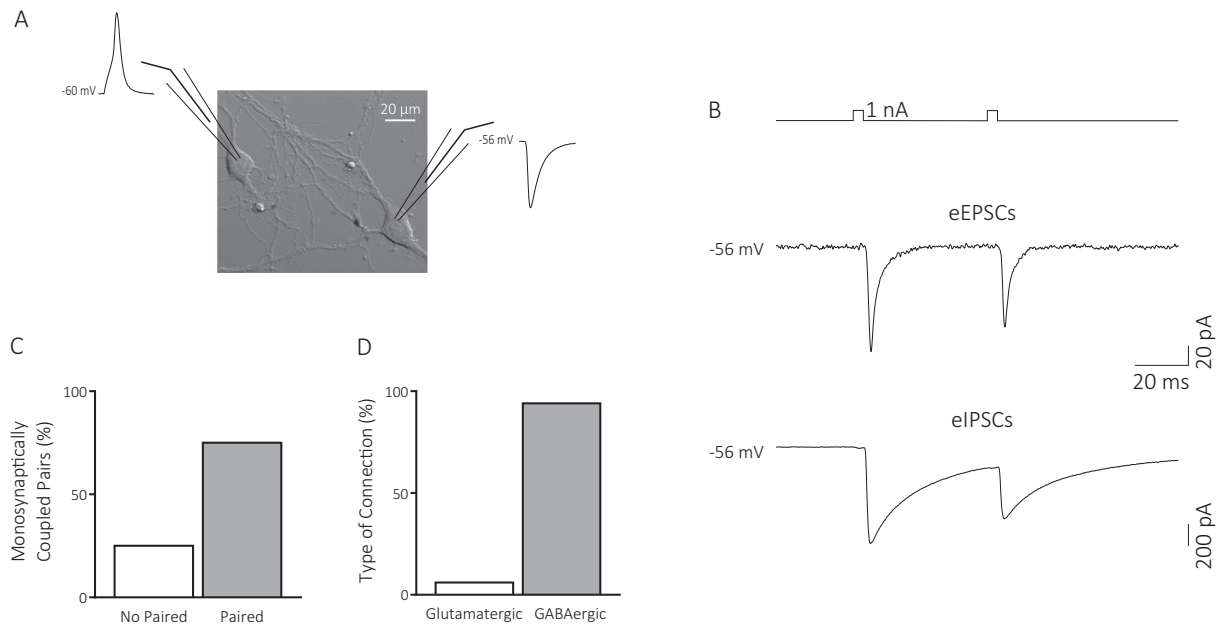 A
-60 mV
20 µm
-56 mV
B
1 nA
eEPSCs
-56 mV
20 pA
20 ms
eIPSCs
-56 mV
200 pA
C
Monosynaptically
Coupled Pairs (%)
100
50
0
No Paired
Paired
D
Type of Connection (%)
100
50
0
Glutamatergic
GABAergic